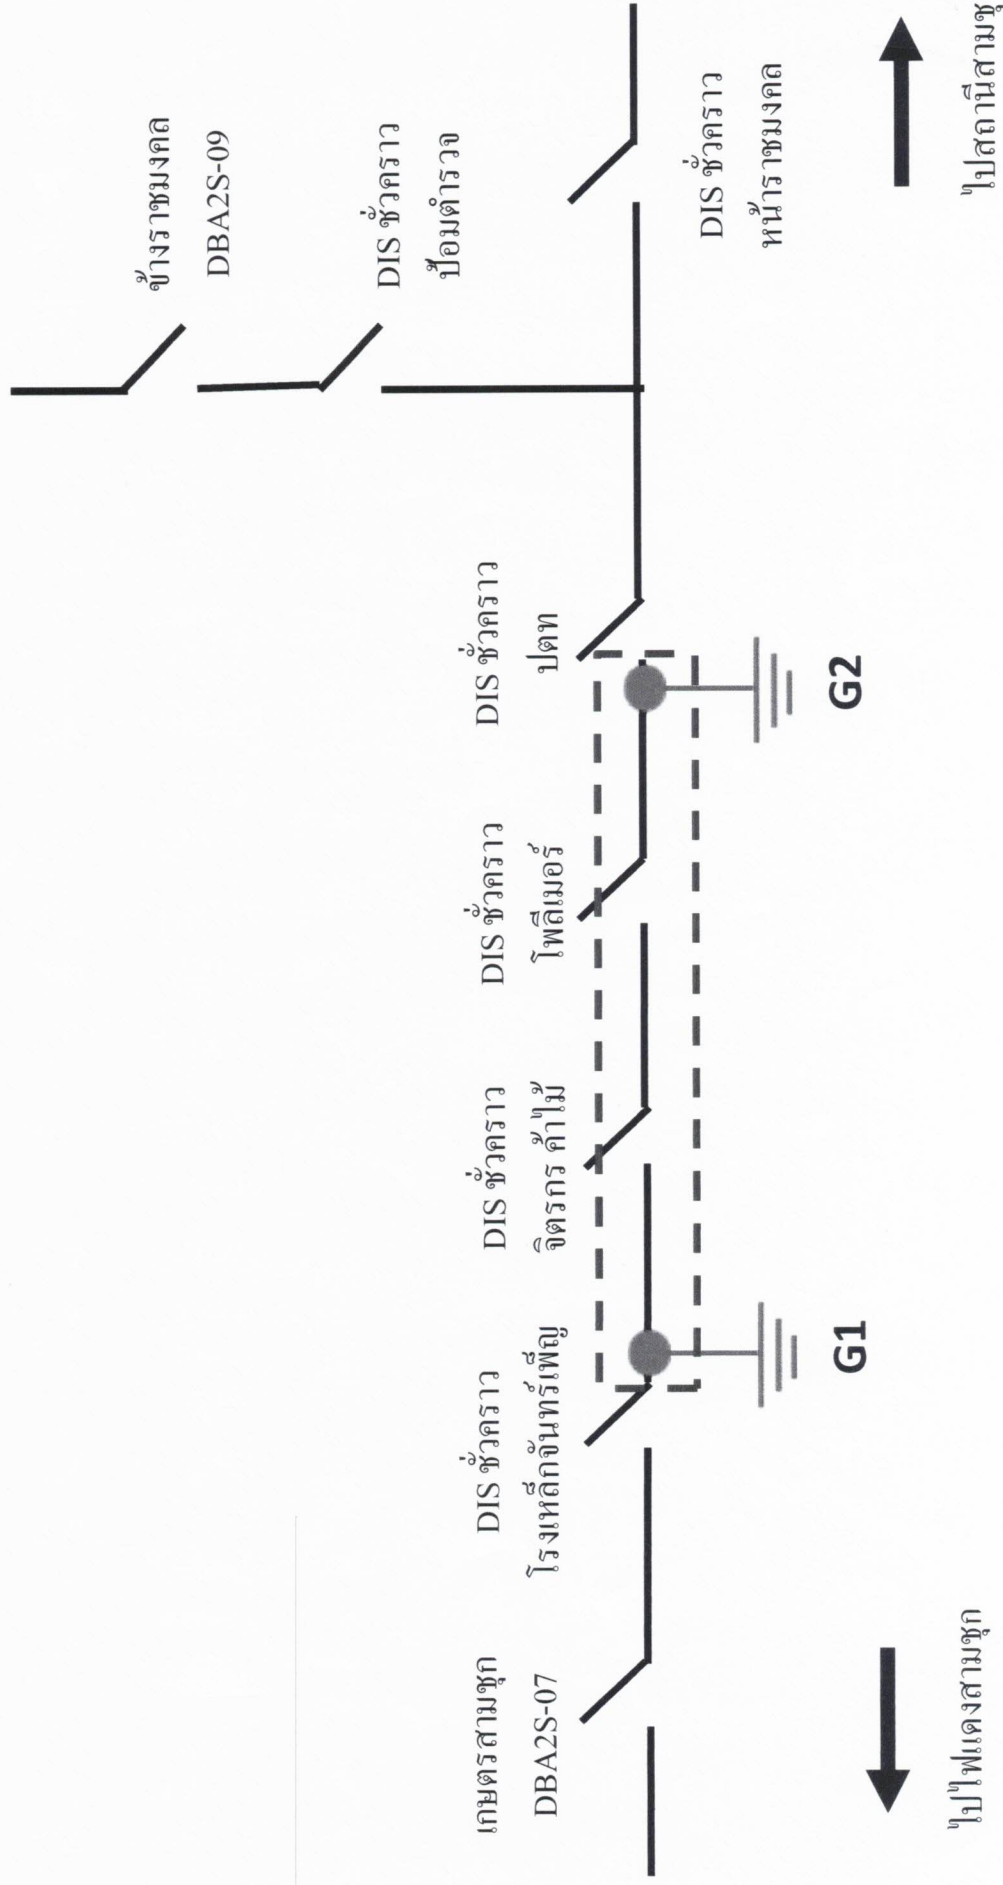 ข้างราชมงคล
DBA2S-09
DIS ชั่วคราว
ป้อมตำรวจ
DIS ชั่วคราว
หน้าราชมงคล
DIS ชั่วคราว
ปตท
DIS ชั่วคราว
โพลีเมอร์
DIS ชั่วคราว
จิตรกร ค้าไม้
DIS ชั่วคราว
โรงเหล็กจันทร์เพ็ญ
เกษตรสามชุก
DBA2S-07
G1
G2
ไปไฟแดงสามชุก
ไปสถานีสามชุ